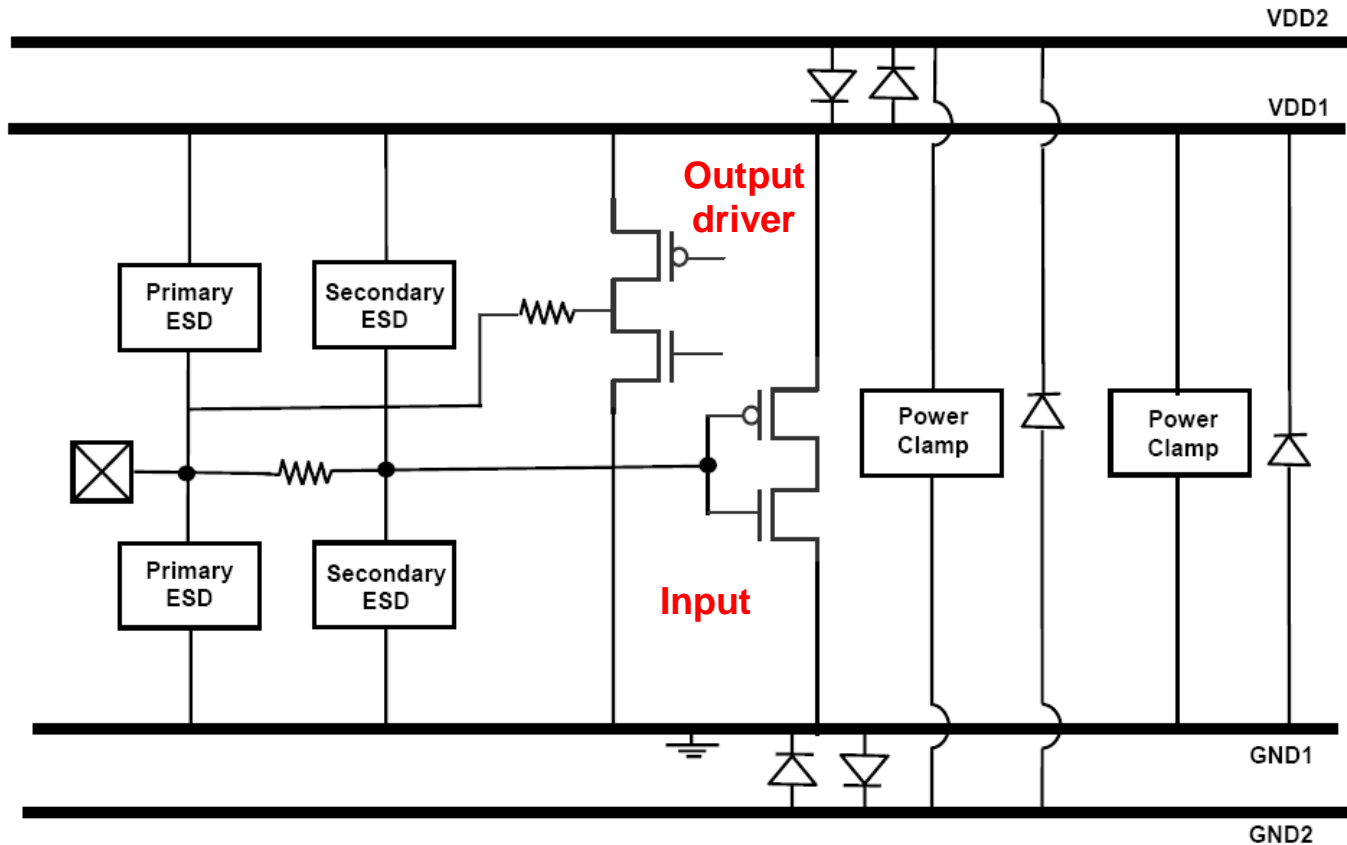 VDD2
VDD1
Output
driver
Primary
ESD
Secondary
ESD
Power
Clamp
Power
Clamp
Primary
ESD
Secondary
ESD
Input
GND1
GND2